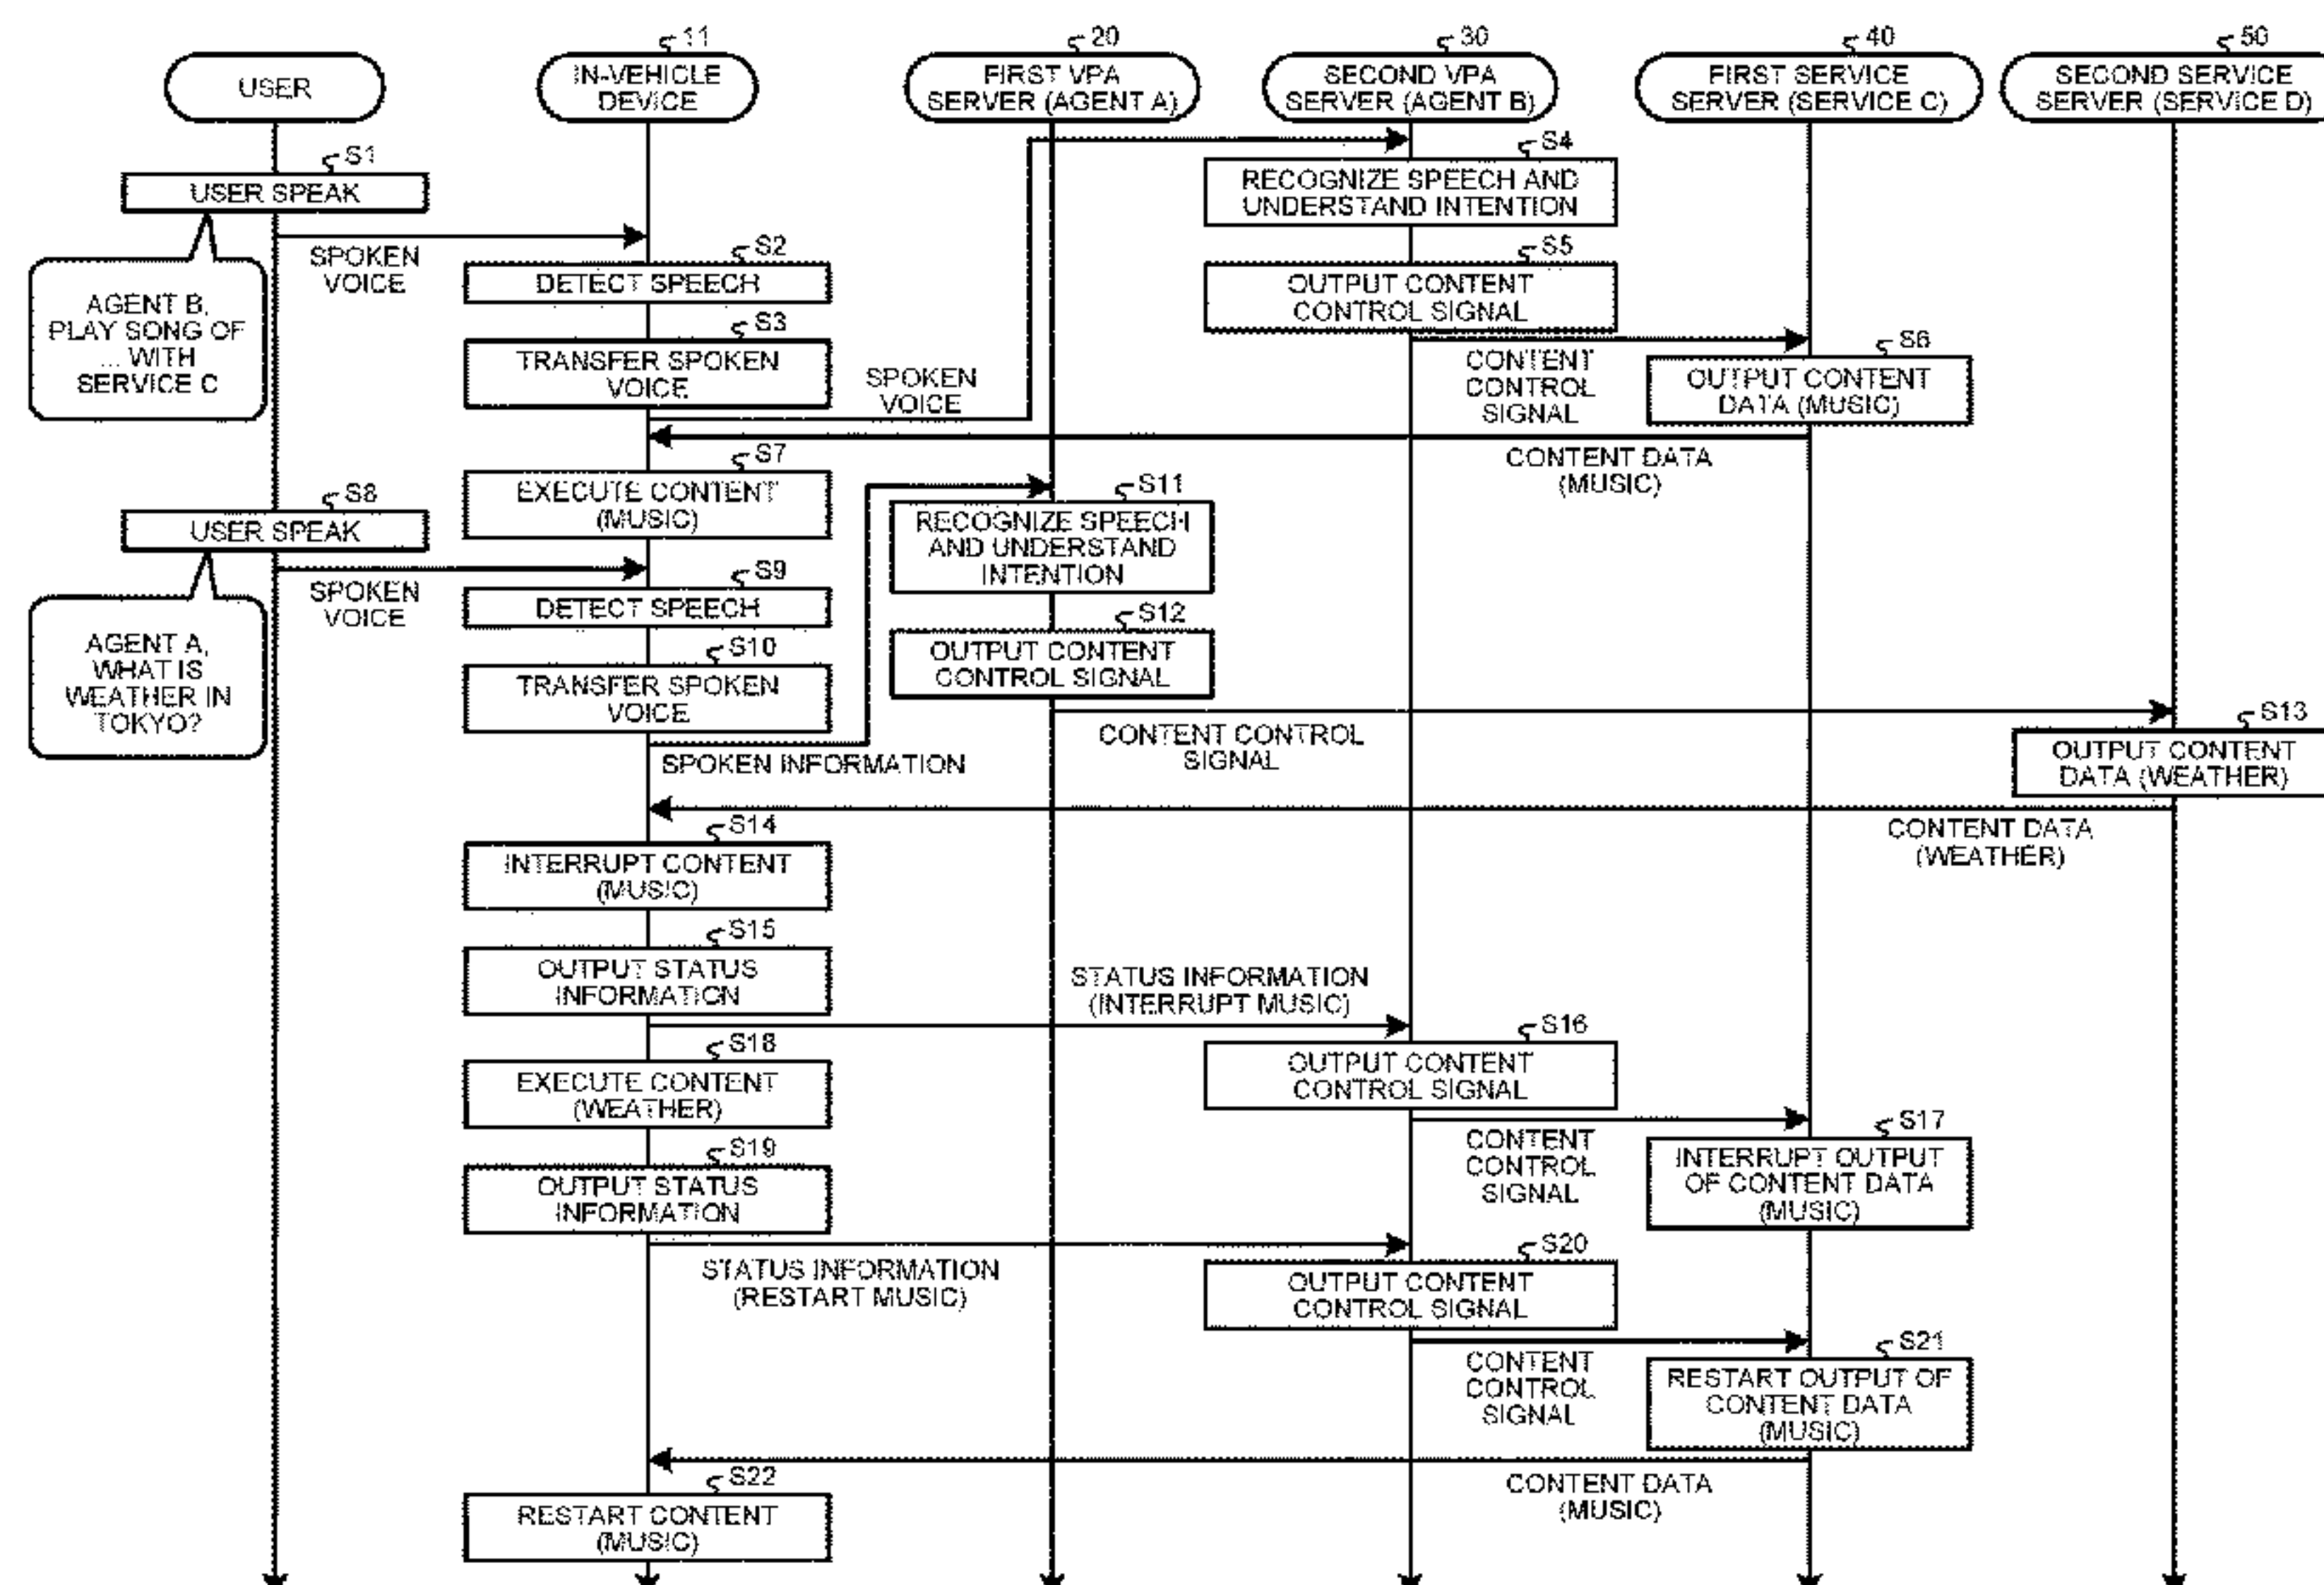 11
20
30
40
50
USER
IN-VEHICLE
DEVICE
FIRST VPA
SERVER (AGENT A)
SECOND VPA
SERVER (AGENT B)
FIRST SERVICE
SERVER (SERVICE C)
SECOND SERVICE
SERVER (SERVICE D)
S1
USER SPEAK
AGENT B,
PLAY SONG OF
... WITH
SERVICE C
SPOKEN
VOICE
S2
DETECT SPEECH
S3
TRANSFER SPOKEN
VOICE
SPOKEN
VOICE
S4
RECOGNIZE SPEECH AND
UNDERSTAND INTENTION
S5
OUTPUT CONTENT
CONTROL SIGNAL
CONTENT
CONTROL
SIGNAL
S6
OUTPUT CONTENT
DATA (MUSIC)
CONTENT DATA
(MUSIC)
S7
EXECUTE CONTENT
(MUSIC)
S8
USER SPEAK
AGENT A,
WHAT IS
WEATHER IN
TOKYO?
SPOKEN
VOICE
S9
DETECT SPEECH
S10
TRANSFER SPOKEN
VOICE
SPOKEN INFORMATION
S11
RECOGNIZE SPEECH
AND UNDERSTAND
INTENTION
S12
OUTPUT CONTENT
CONTROL SIGNAL
CONTENT CONTROL
SIGNAL
S13
OUTPUT CONTENT
DATA (WEATHER)
CONTENT DATA
(WEATHER)
S14
INTERRUPT CONTENT
(MUSIC)
S15
OUTPUT STATUS
INFORMATION
STATUS INFORMATION
(INTERRUPT MUSIC)
S16
OUTPUT CONTENT
CONTROL SIGNAL
CONTENT
CONTROL
SIGNAL
S17
INTERRUPT OUTPUT
OF CONTENT DATA
(MUSIC)
S18
EXECUTE CONTENT
(WEATHER)
S19
OUTPUT STATUS
INFORMATION
STATUS INFORMATION
(RESTART MUSIC)
S20
OUTPUT CONTENT
CONTROL SIGNAL
CONTENT
CONTROL
SIGNAL
S21
RESTART OUTPUT OF
CONTENT DATA
(MUSIC)
CONTENT DATA
(MUSIC)
S22
RESTART CONTENT
(MUSIC)